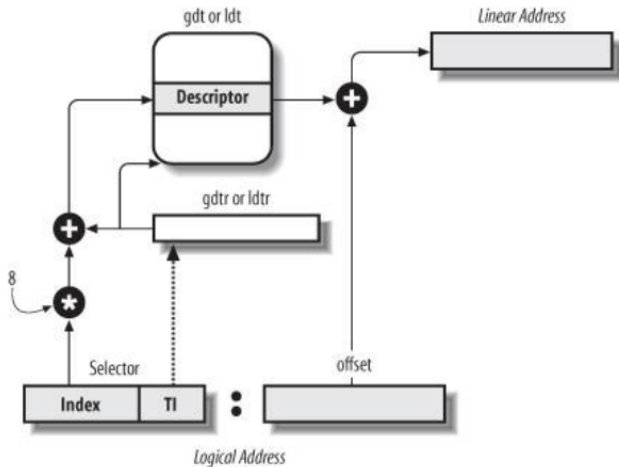 gdt or ldt
Linear Address
Descriptor
+
gdtr or ldtr
+
8
*
Selector
offset
Index
TI
:
Logical Address